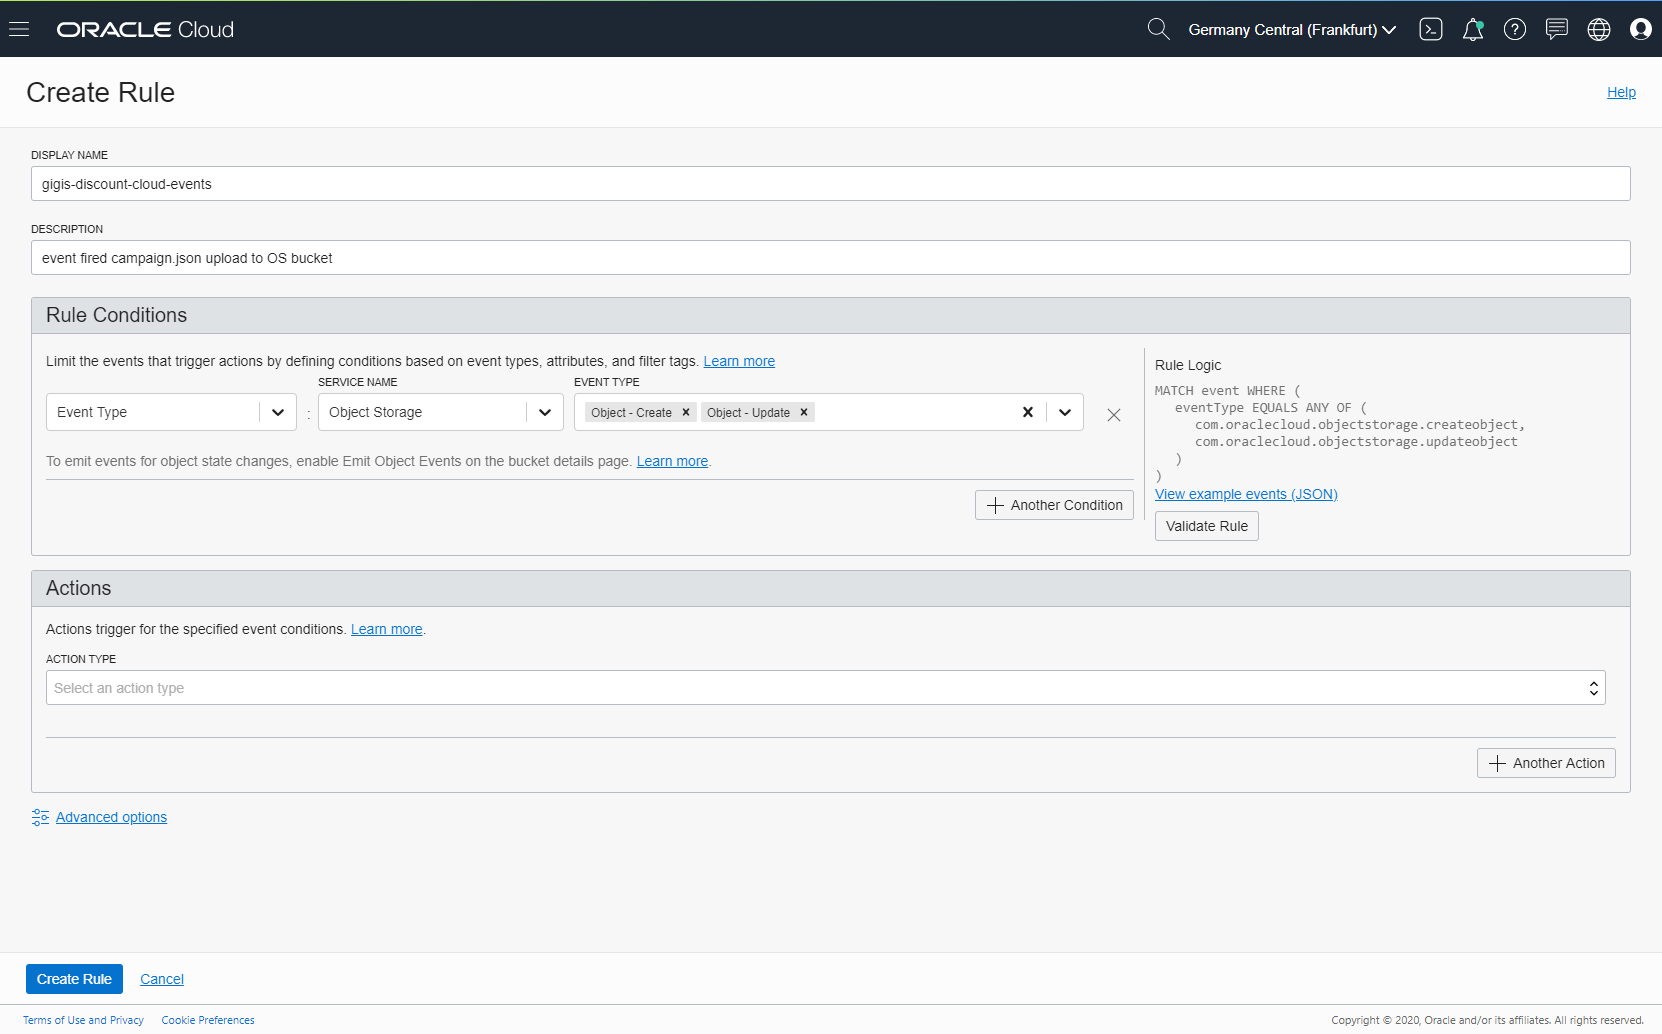 ORACLE Cloud
Germany Central (Frankfurt)
Create Rule
Help
DISPLAY NAME
gigis-discount-cloud-events
DESCRIPTION
event fired campaign.json upload to OS bucket
Rule Conditions
Limit the events that trigger actions by defining conditions based on event types, attributes, and filter tags. Learn more
SERVICE NAME
EVENT TYPE
Event Type
:
Object Storage
Object - Create
Object - Update
To emit events for object state changes, enable Emit Object Events on the bucket details page. Learn more.
Another Condition
Rule Logic
MATCH event WHERE (
eventType EQUALS ANY OF (
com.oraclecloud.objectstorage.createobject,
com.oraclecloud.objectstorage.updateobject
)
)
View example events (JSON)
Validate Rule
Actions
Actions trigger for the specified event conditions. Learn more.
ACTION TYPE
Select an action type
Another Action
Advanced options
Create Rule
Cancel
Terms of Use and Privacy
Cookie Preferences
Copyright © 2020, Oracle and/or its affiliates. All rights reserved.